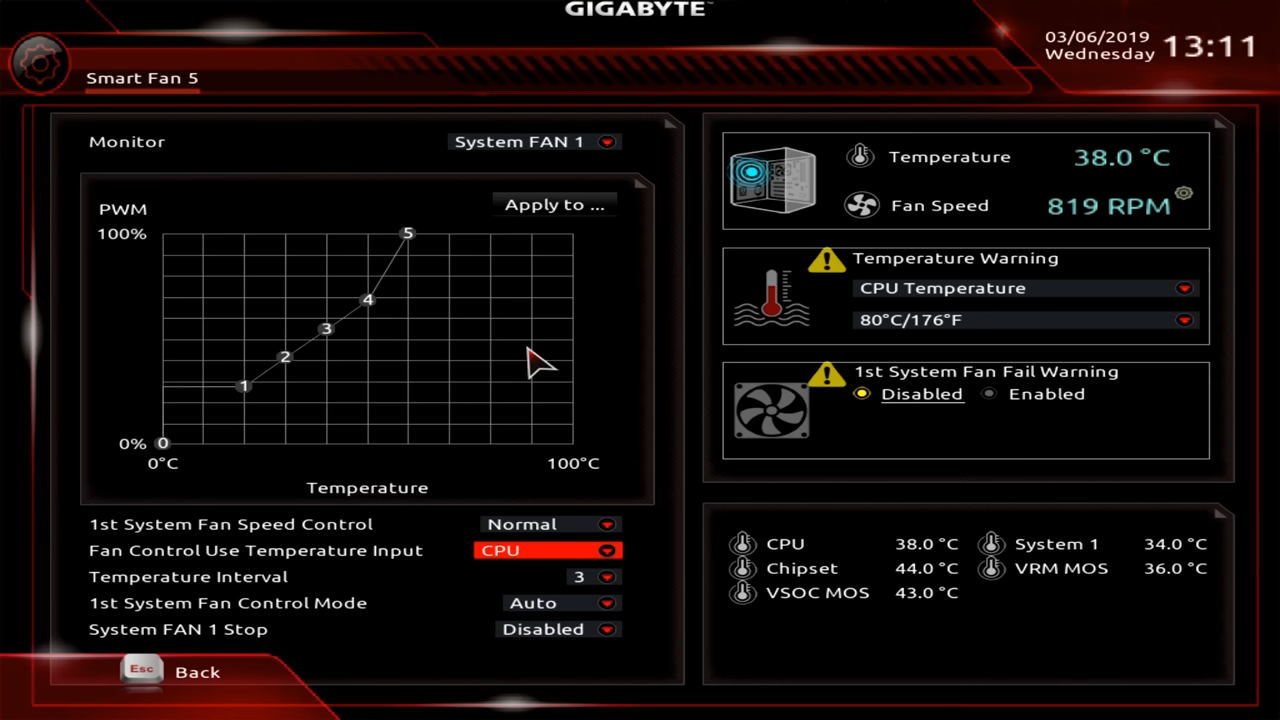 GIGABYTE™
03/06/2019
Wednesday 13:11
Smart Fan 5
Monitor System FAN 1
Apply to ...
PWM
100%
5
4
3
2
1
0% 0
0°C 100°C
Temperature
1st System Fan Speed Control Normal
Fan Control Use Temperature Input CPU
Temperature Interval 3
1st System Fan Control Mode Auto
System FAN 1 Stop Disabled
Esc Back
Temperature 38.0 °C
Fan Speed 819 RPM
Temperature Warning
CPU Temperature
80°C/176°F
1st System Fan Fail Warning
Disabled Enabled
CPU 38.0 °C System 1 34.0 °C
Chipset 44.0 °C VRM MOS 36.0 °C
VSOC MOS 43.0 °C